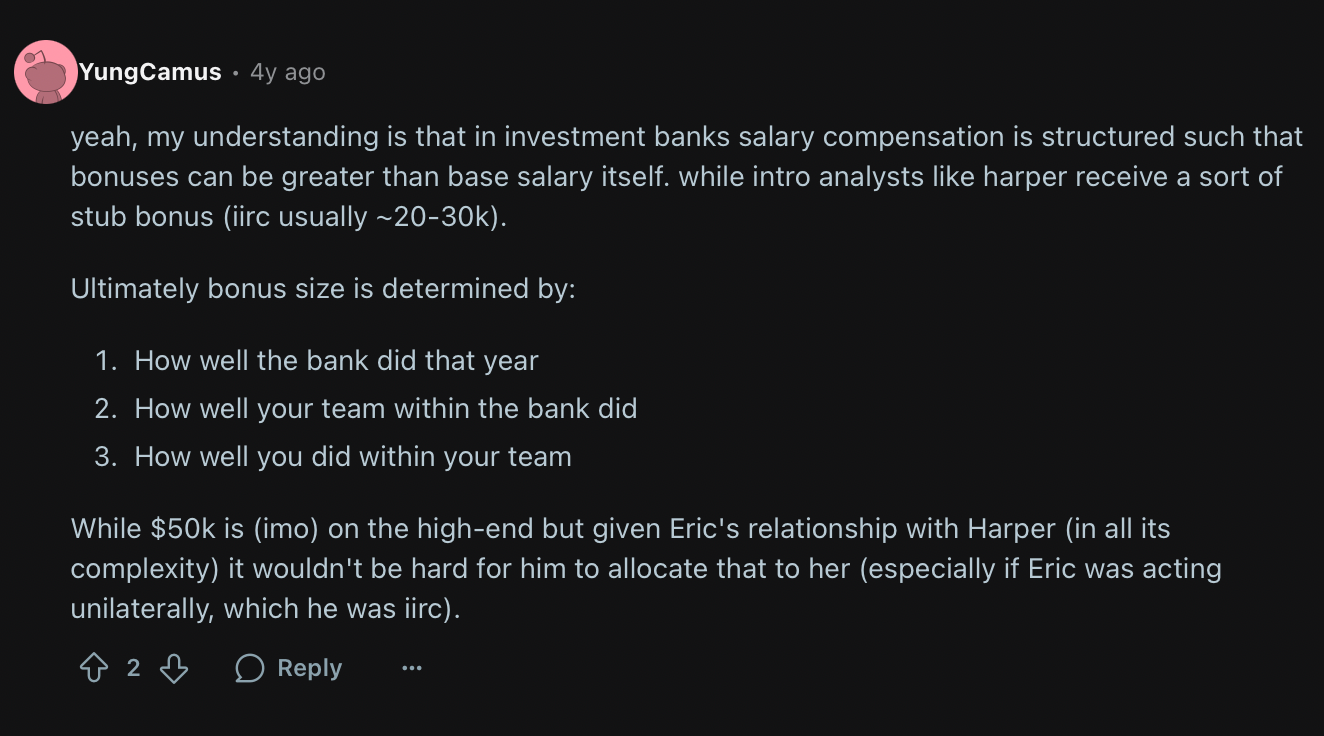 YungCamus • 4y ago
yeah, my understanding is that in investment banks salary compensation is structured such that
bonuses can be greater than base salary itself. while intro analysts like harper receive a sort of
stub bonus (iirc usually ~20-30k).
Ultimately bonus size is determined by:
1. How well the bank did that year
2. How well your team within the bank did
3. How well you did within your team
While $50k is (imo) on the high-end but given Eric's relationship with Harper (in all its
complexity) it wouldn't be hard for him to allocate that to her (especially if Eric was acting
unilaterally, which he was iirc).
2 Reply ...